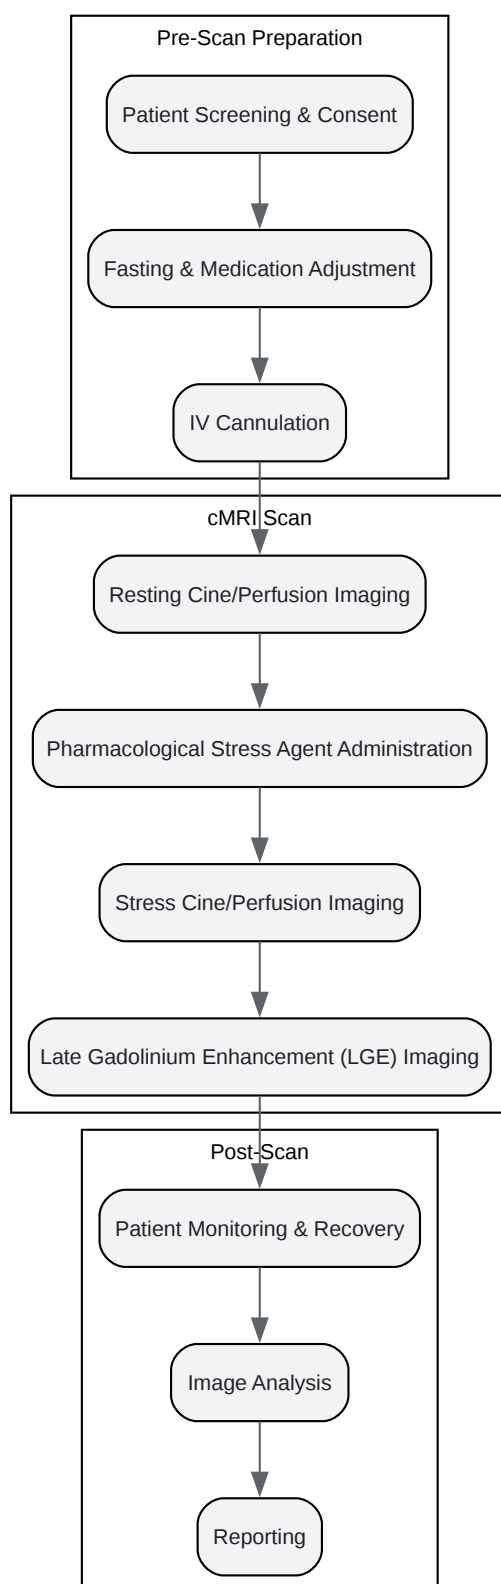 Pre-Scan Preparation
Patient Screening & Consent
Fasting & Medication Adjustment
IV Cannulation
cMRI Scan
Resting Cine/Perfusion Imaging
Pharmacological Stress Agent Administration
Stress Cine/Perfusion Imaging
Late Gadolinium Enhancement (LGE) Imaging
Post-Scan
Patient Monitoring & Recovery
Image Analysis
Reporting